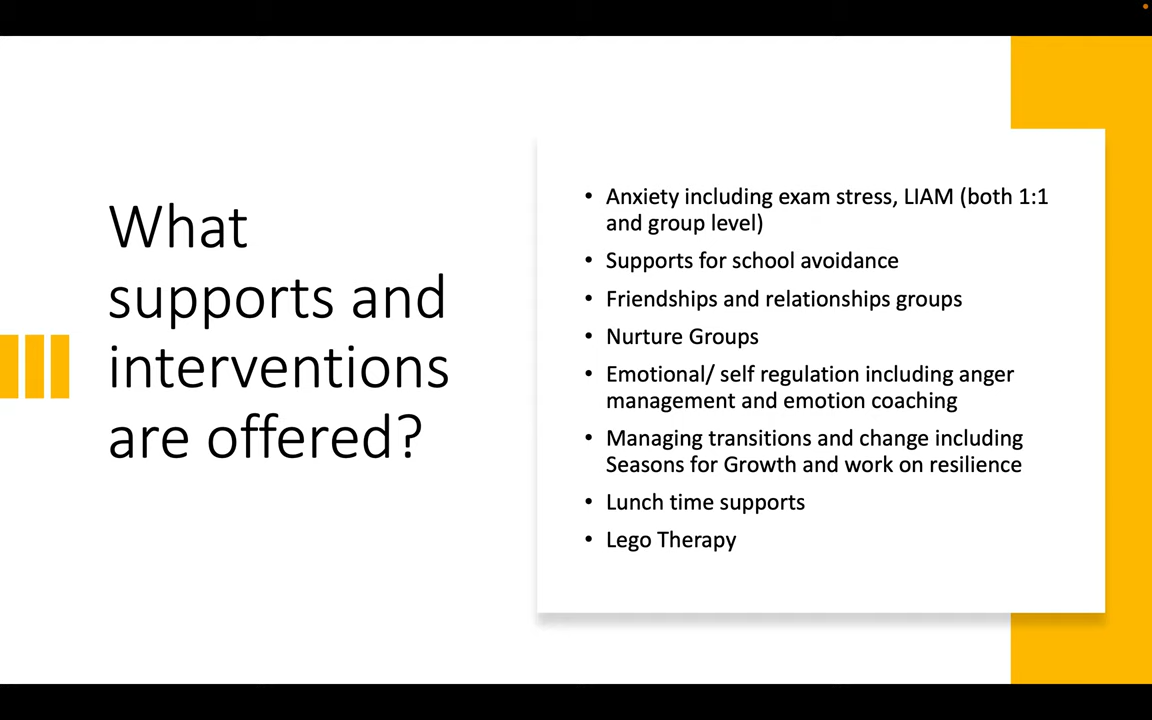 What
supports and
interventions
are offered?
• Anxiety including exam stress, LIAM (both 1:1
and group level)
• Supports for school avoidance
• Friendships and relationships groups
• Nurture Groups
• Emotional/ self regulation including anger
management and emotion coaching
• Managing transitions and change including
Seasons for Growth and work on resilience
• Lunch time supports
• Lego Therapy